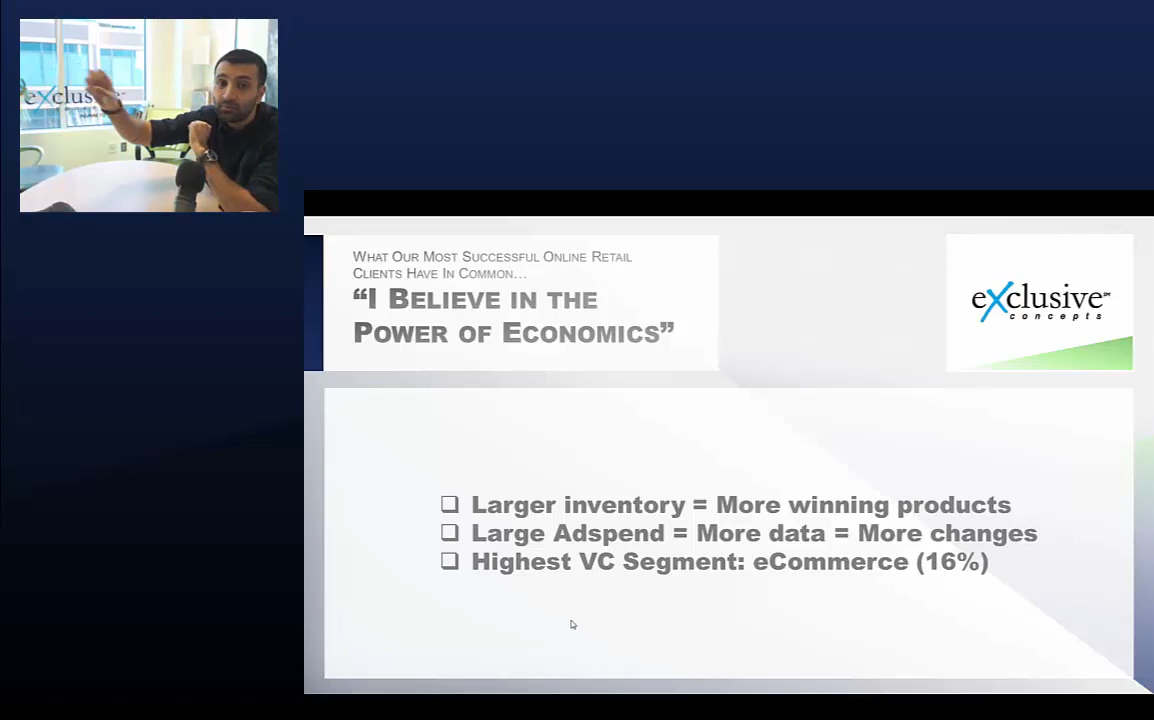 eXclusive
WHAT OUR MOST SUCCESSFUL ONLINE RETAIL
CLIENTS HAVE IN COMMON…
“I BELIEVE IN THE
POWER OF ECONOMICS”
eXclusive℠
concepts
❑ Larger inventory = More winning products
❑ Large Adspend = More data = More changes
❑ Highest VC Segment: eCommerce (16%)